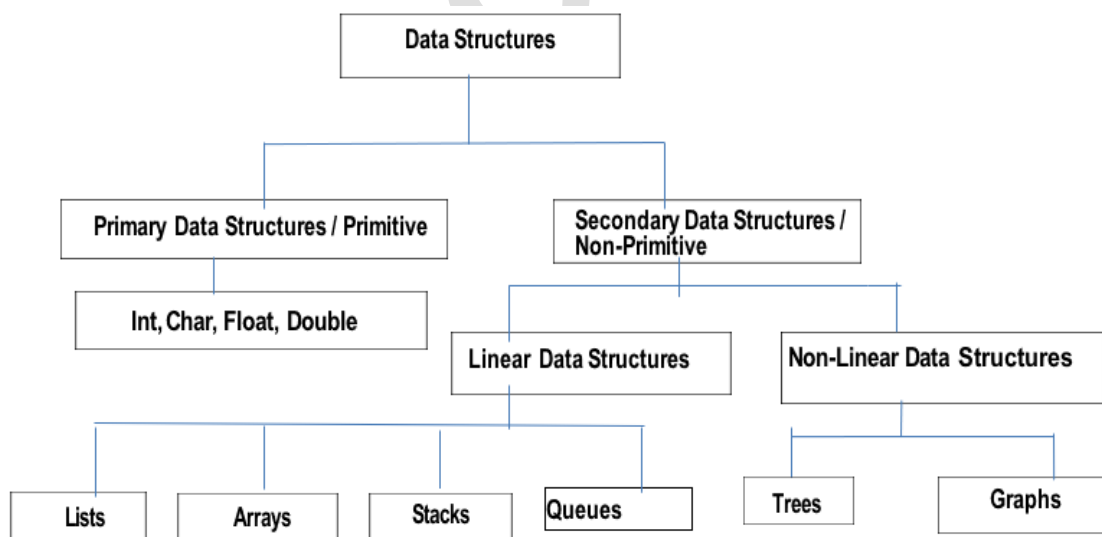 Data Structures
Primary Data Structures / Primitive
Secondary Data Structures /
Non-Primitive
Int, Char, Float, Double
Linear Data Structures
Non-Linear Data Structures
Lists
Arrays
Stacks
Queues
Trees
Graphs